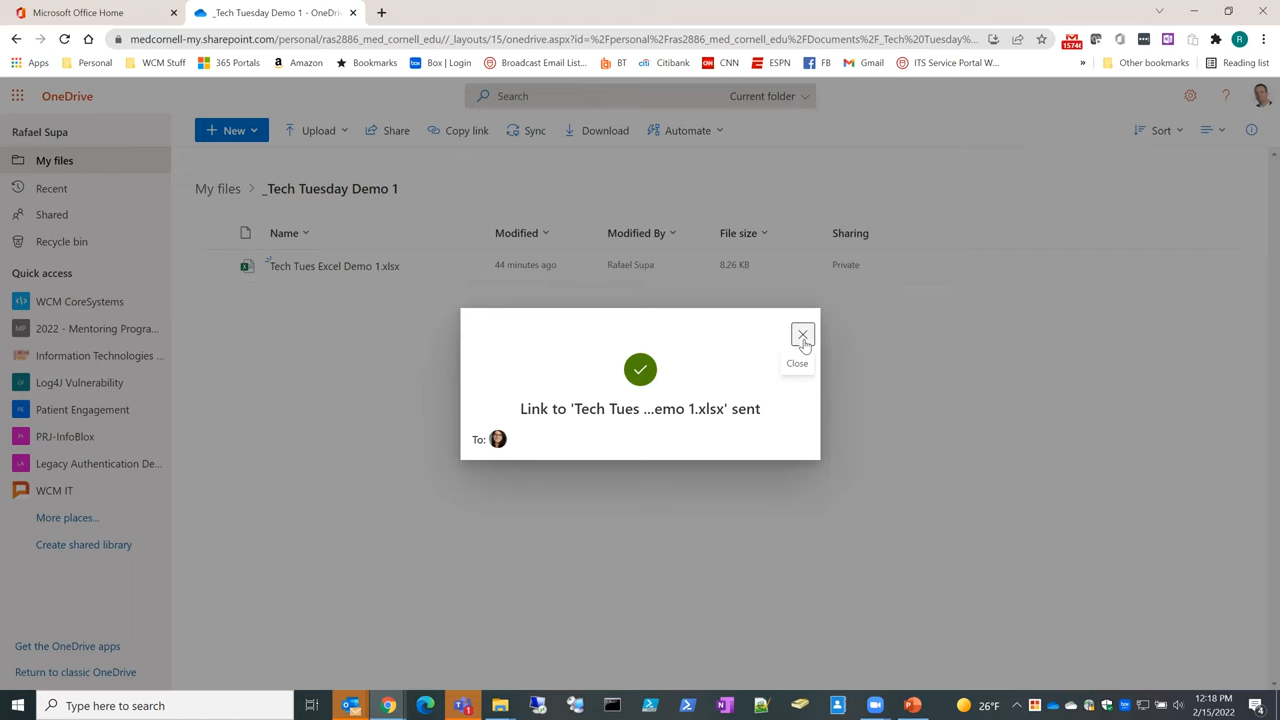 Microsoft Office Home
_Tech Tuesday Demo 1 - OneDri
medcornell-my.sharepoint.com/personal/ras2886_med_cornell_edu//_layouts/15/onedrive.aspx?id=%2Fpersonal%2Fras2886_med_cornell_edu%2FDocuments%2F_Tech%20Tuesday%...
15746
R
Apps
Personal
WCM Stuff
365 Portals
Amazon
Bookmarks
Box | Login
Broadcast Email List...
BT
Citibank
CNN
ESPN
FB
Gmail
ITS Service Portal W...
»
Other bookmarks
Reading list
OneDrive
Search
Current folder
Rafael Supa
New
Upload
Share
Copy link
Sync
Download
Automate
Sort
My files
Recent
Shared
Recycle bin
Quick access
WCM CoreSystems
MP
2022 - Mentoring Progra...
Information Technologies ...
LV
Log4J Vulnerability
PE
Patient Engagement
PRJ-InfoBlox
LA
Legacy Authentication De...
WCM IT
More places...
Create shared library
Get the OneDrive apps
Return to classic OneDrive
My files > _Tech Tuesday Demo 1
Name
Modified
Modified By
File size
Sharing
Tech Tues Excel Demo 1.xlsx
44 minutes ago
Rafael Supa
8.26 KB
Private
Close
Link to 'Tech Tues ...emo 1.xlsx' sent
To:
Type here to search
1
26°F
12:18 PM
2/15/2022
4